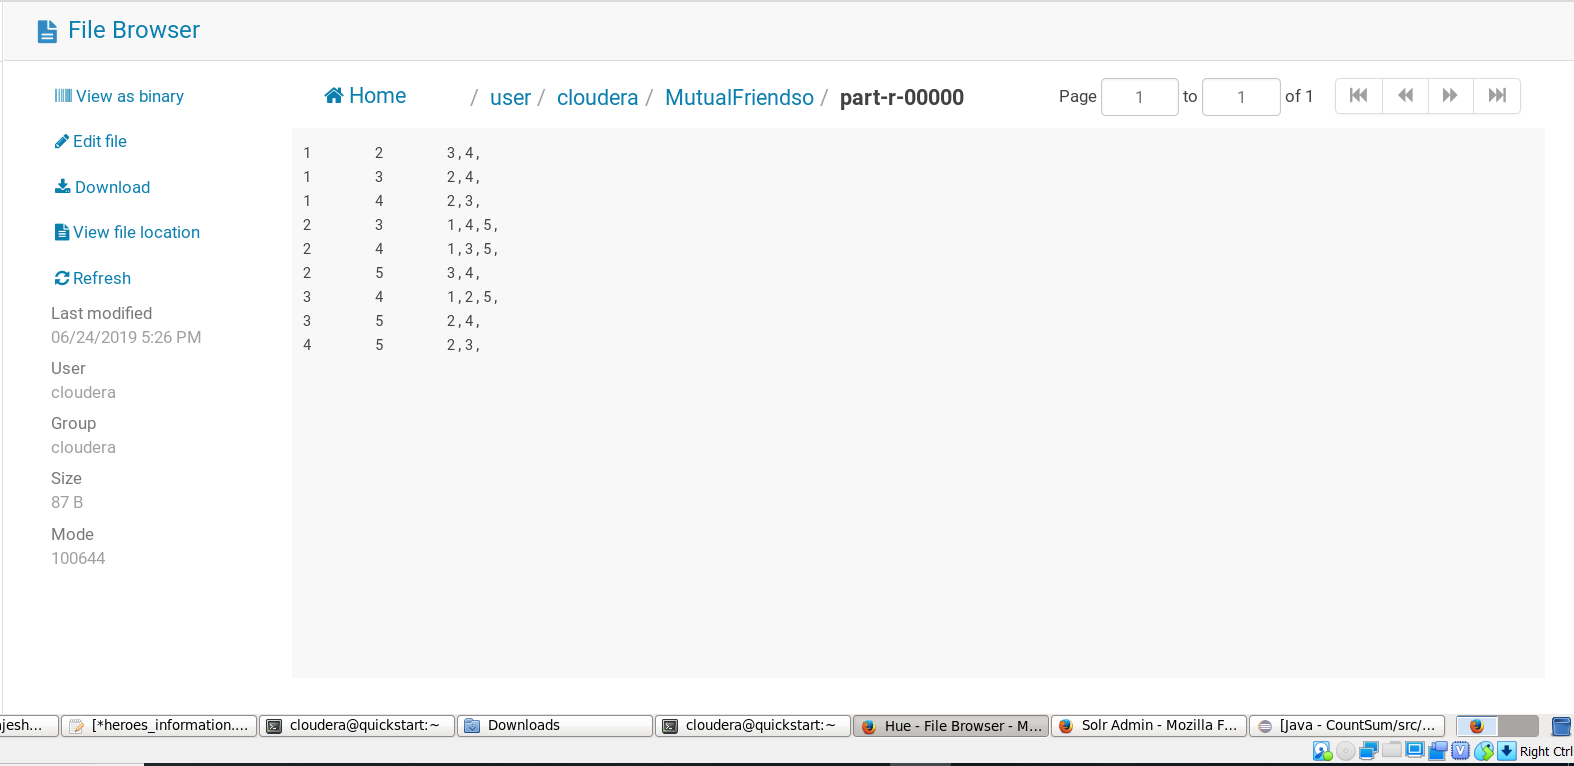 File Browser
View as binary
Edit file
Download
View file location
Refresh
Last modified
06/24/2019 5:26 PM
User
cloudera
Group
cloudera
Size
87 B
Mode
100644
Home / user / cloudera / MutualFriendso / part-r-00000
Page 1 to 1 of 1
1 2 3,4,
1 3 2,4,
1 4 2,3,
2 3 1,4,5,
2 4 1,3,5,
2 5 3,4,
3 4 1,2,5,
3 5 2,4,
4 5 2,3,
jesh... [*heroes_information.... cloudera@quickstart:~ Downloads cloudera@quickstart:~ Hue - File Browser - M... Solr Admin - Mozilla F... [Java - CountSum/src/...
Right Ctrl